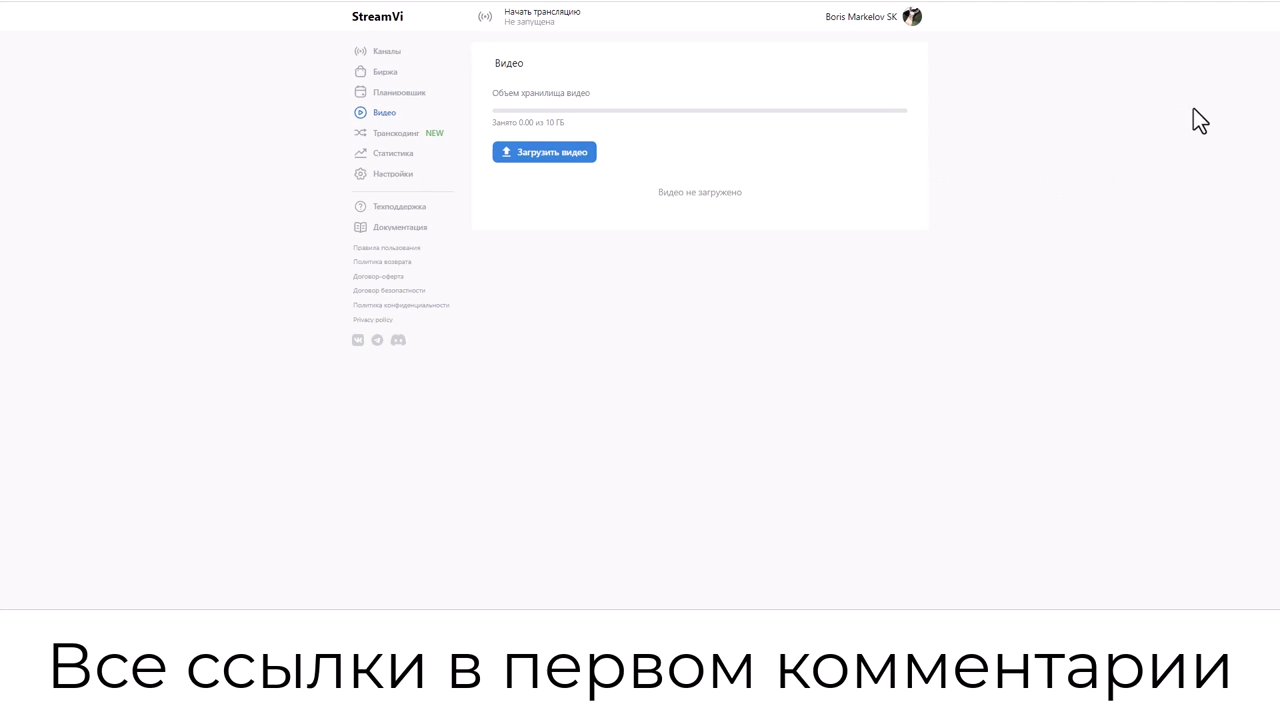 StreamVi
Начать трансляцию
Не запущена
Boris Markelov SK
Каналы
Биржа
Планировщик
Видео
Транскодинг NEW
Статистика
Настройки
Техподдержка
Документация
Правила пользования
Политика возврата
Договор-оферта
Договор безопастности
Политика конфиденциальности
Privacy policy
Видео
Объем хранилища видео
Занято 0.00 из 10 ГБ
Загрузить видео
Видео не загружено
Все ссылки в первом комментарии